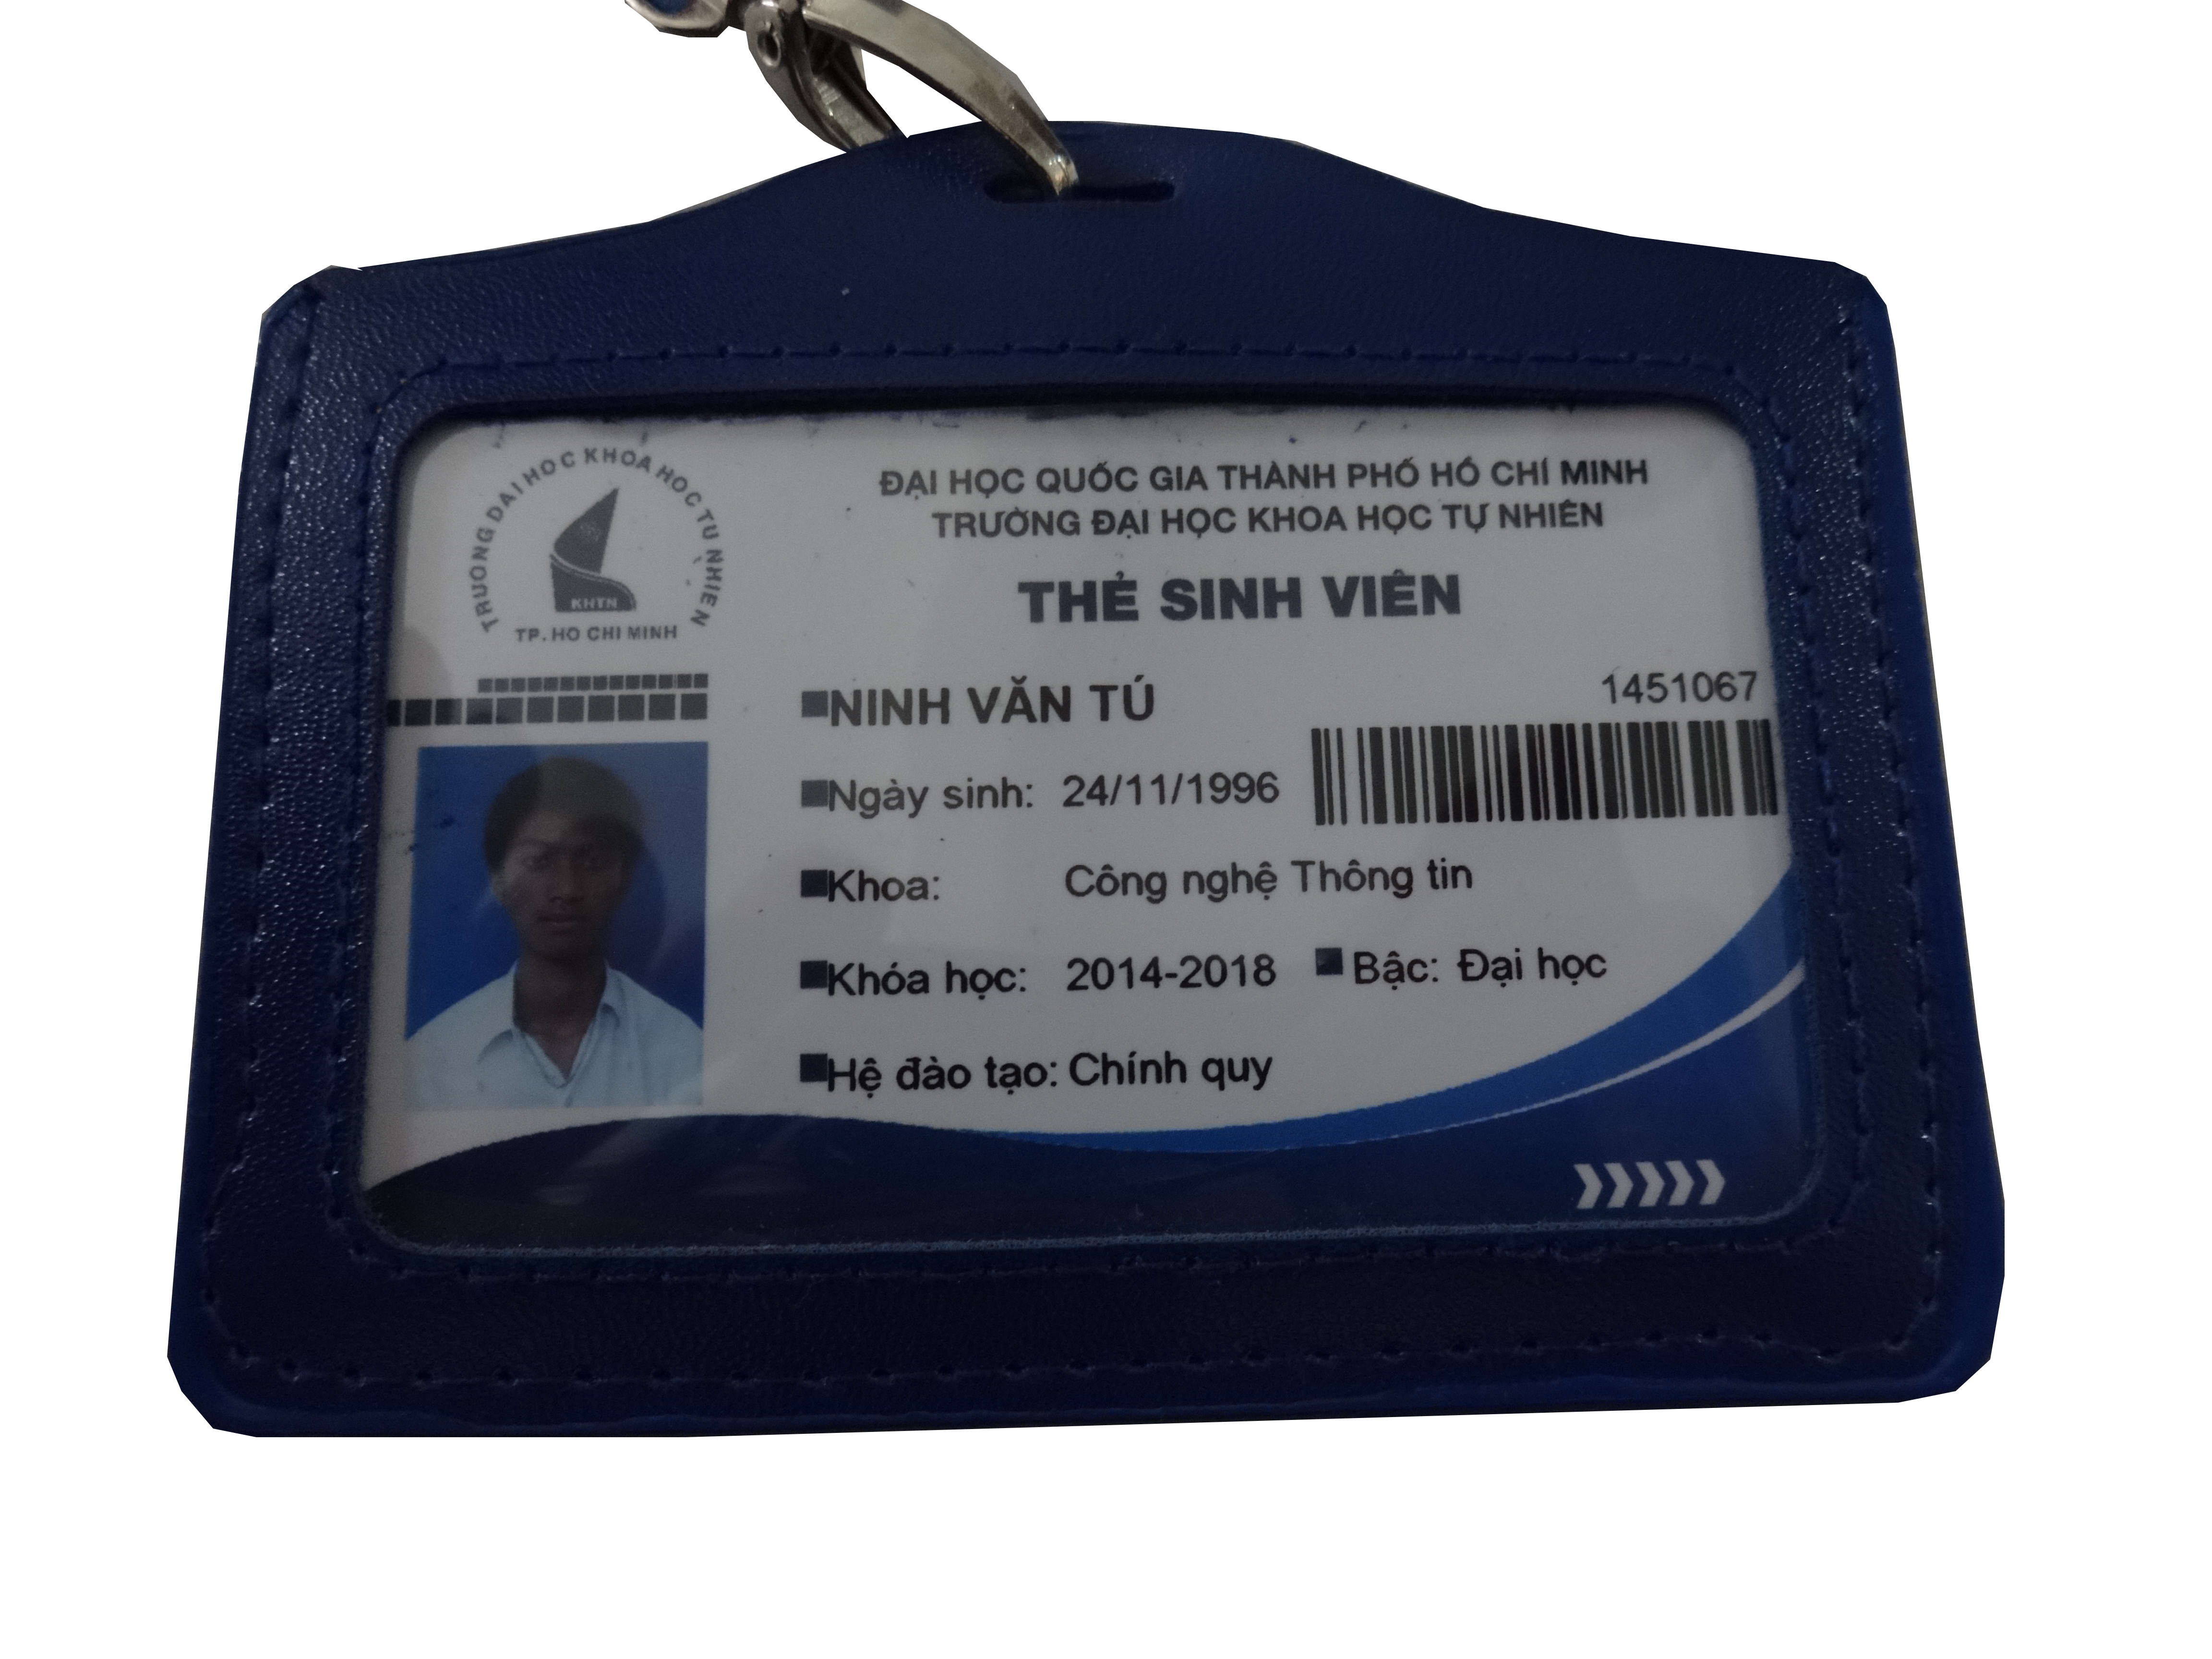 TRUONG DAI HOC KHOA HOC TU NHIEN
KHTN
TP. HO CHI MINH
ĐẠI HỌC QUỐC GIA THÀNH PHỐ HỒ CHÍ MINH
TRƯỜNG ĐẠI HỌC KHOA HỌC TỰ NHIÊN
THẺ SINH VIÊN
1451067
NINH VĂN TÚ
Ngày sinh: 24/11/1996
Khoa: Công nghệ Thông tin
Khóa học: 2014-2018 Bậc: Đại học
Hệ đào tạo: Chính quy